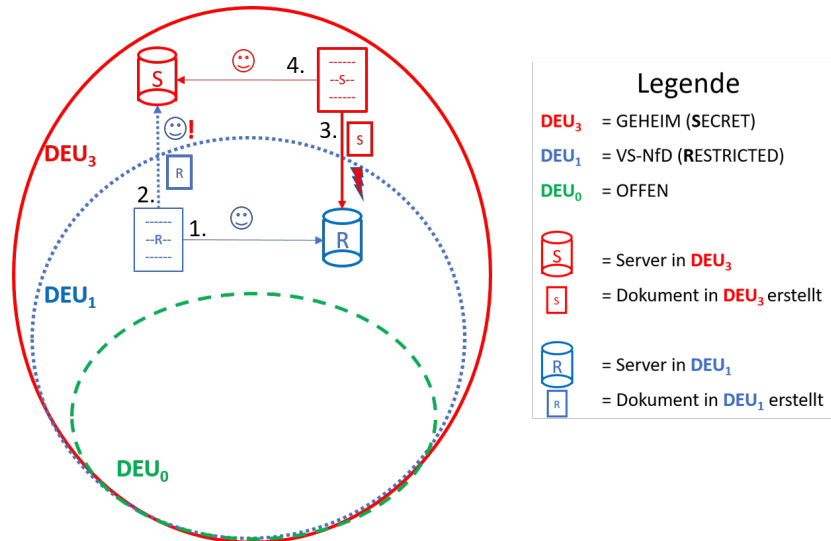 S
4.
------
--S--
------
3.
S
!
DEU3
R
2.
------
--R--
------
1.
R
DEU1
DEU0
Legende
DEU3 = GEHEIM (SECRET)
DEU1 = VS-NfD (RESTRICTED)
DEU0 = OFFEN
S = Server in DEU3
S = Dokument in DEU3 erstellt
R = Server in DEU1
R = Dokument in DEU1 erstellt